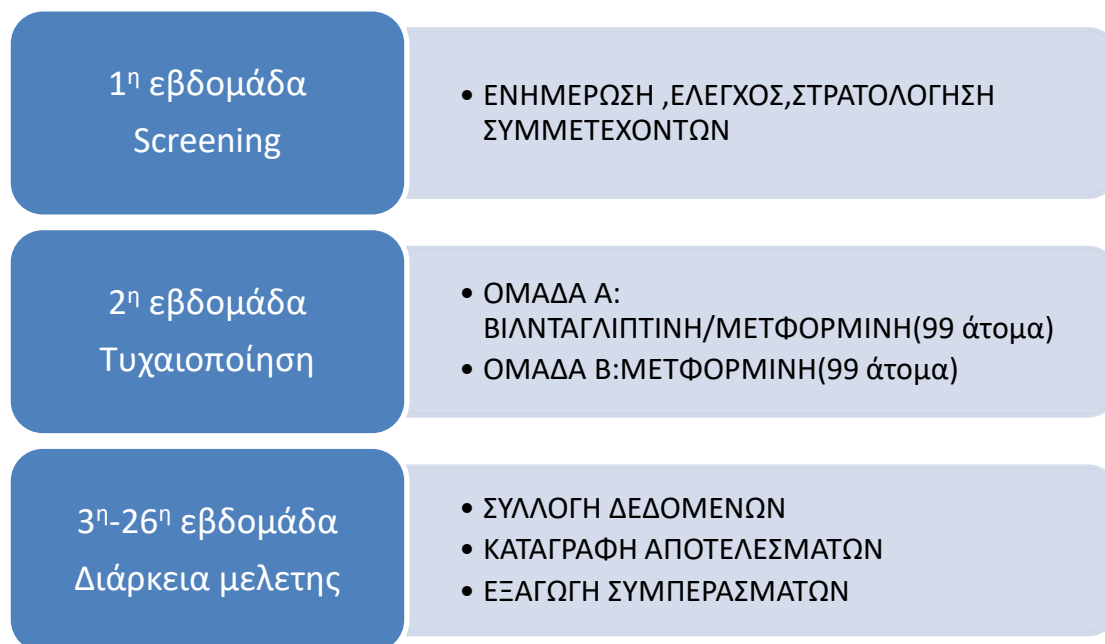 1η εβδομάδα
Screening
• ΕΝΗΜΕΡΩΣΗ ,ΕΛΕΓΧΟΣ,ΣΤΡΑΤΟΛΟΓΗΣΗ
ΣΥΜΜΕΤΕΧΟΝΤΩΝ
2η εβδομάδα
Τυχαιοποίηση
• ΟΜΑΔΑ Α:
ΒΙΛΝΤΑΓΛΙΠΤΙΝΗ/ΜΕΤΦΟΡΜΙΝΗ(99 άτομα)
• ΟΜΑΔΑ Β:ΜΕΤΦΟΡΜΙΝΗ(99 άτομα)
3η-26η εβδομάδα
Διάρκεια μελετης
• ΣΥΛΛΟΓΗ ΔΕΔΟΜΕΝΩΝ
• ΚΑΤΑΓΡΑΦΗ ΑΠΟΤΕΛΕΣΜΑΤΩΝ
• ΕΞΑΓΩΓΗ ΣΥΜΠΕΡΑΣΜΑΤΩΝ